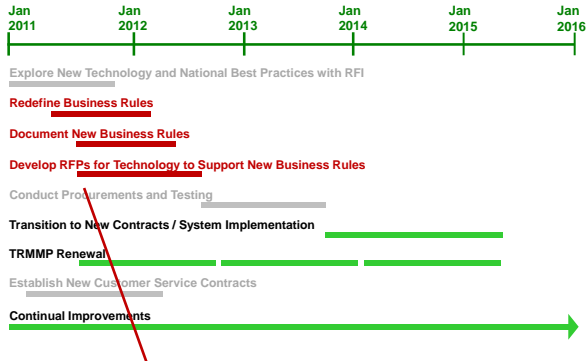 Jan Jan Jan Jan Jan Jan
2011 2012 2013 2014 2015 2016
Explore New Technology and National Best Practices with RFI
Redefine Business Rules
Document New Business Rules
Develop RFPs for Technology to Support New Business Rules
Conduct Procurements and Testing
Transition to New Contracts / System Implementation
TRMMP Renewal
Establish New Customer Service Contracts
Continual Improvements